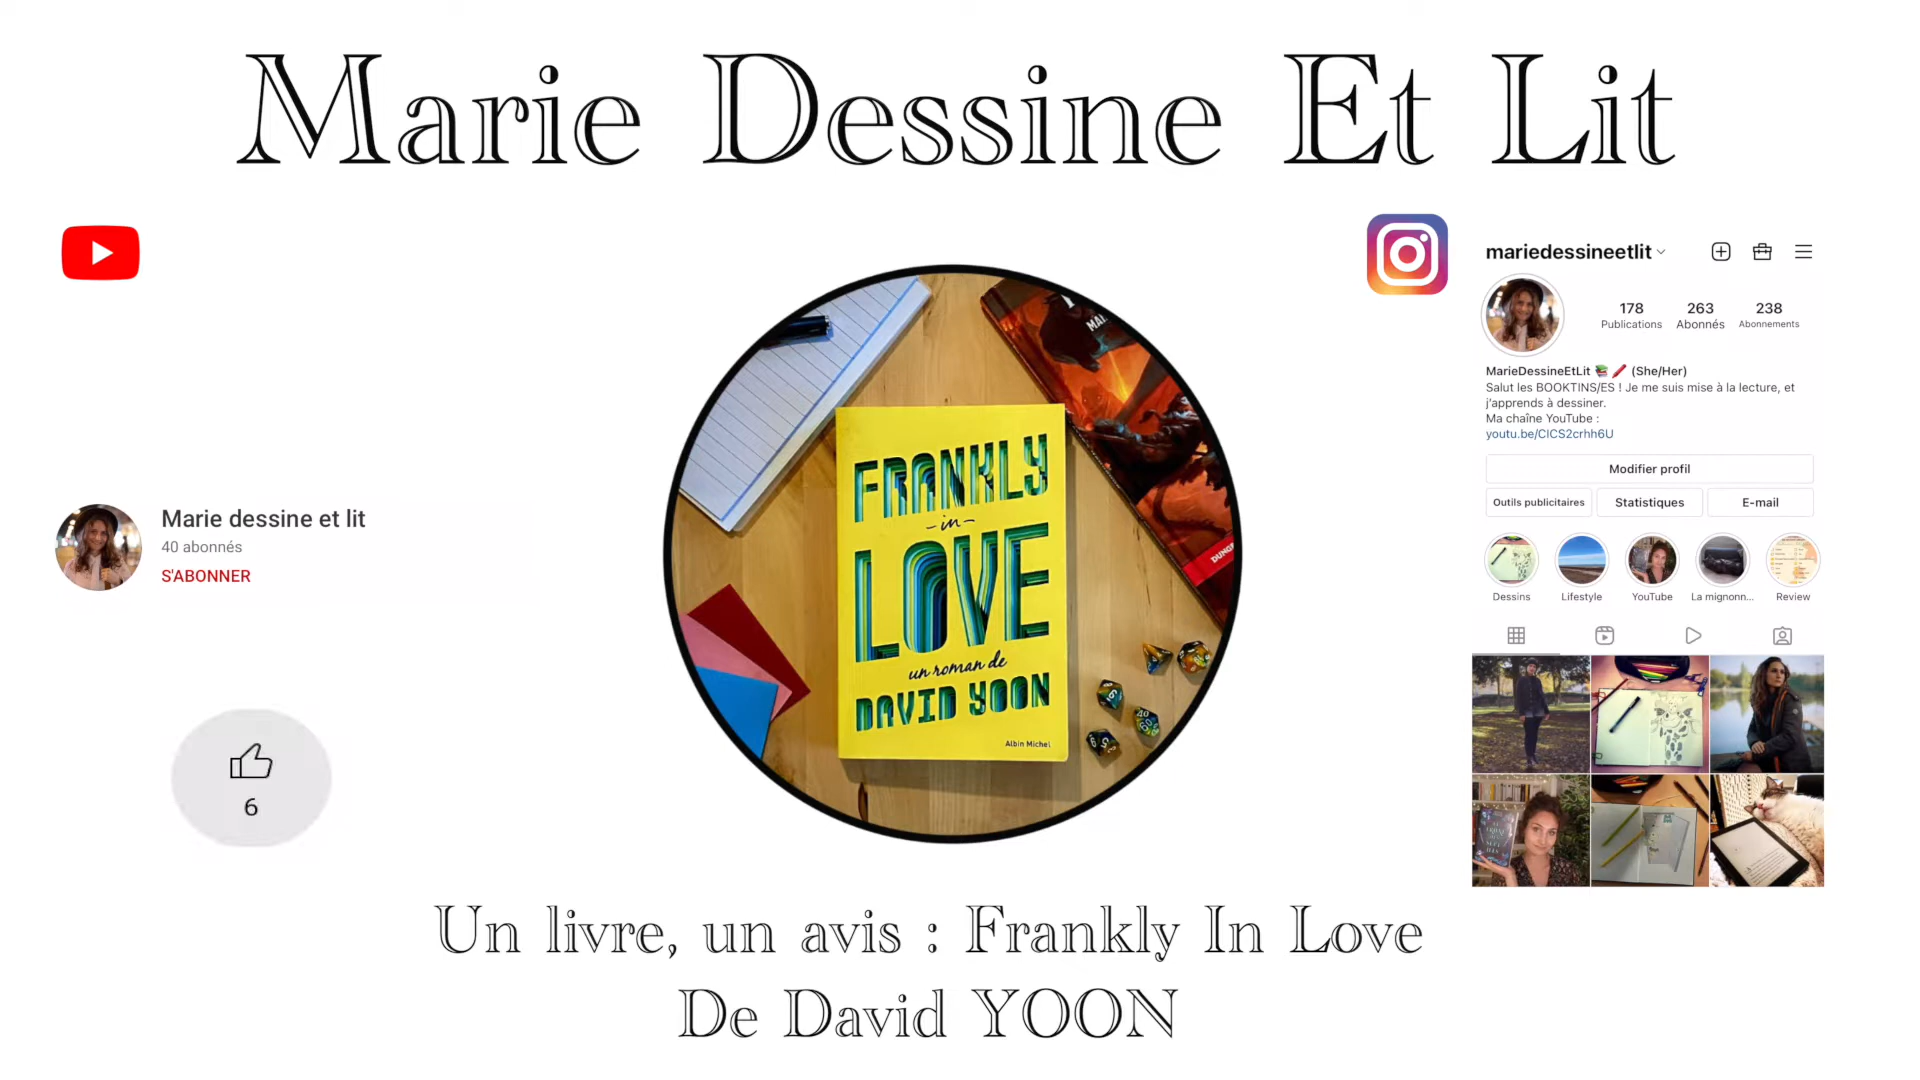 Marie Dessine Et Lit
mariedessineetlit
178
263
238
Publications
Abonnés
Abonnements
MarieDessineEtLit 📚 🖍️ (She/Her)
Salut les BOOKTINS/ES ! Je me suis mise à la lecture, et
j'apprends à dessiner.
Ma chaîne YouTube :
youtu.be/CICS2crhh6U
Modifier profil
Outils publicitaires
Statistiques
E-mail
Dessins
Lifestyle
YouTube
La mignonn...
Review
Marie dessine et lit
40 abonnés
S'ABONNER
6
FRANKLY
-in-
LOVE
un roman de
DAVID YOON
Albin Michel
Un livre, un avis : Frankly In Love
De David YOON